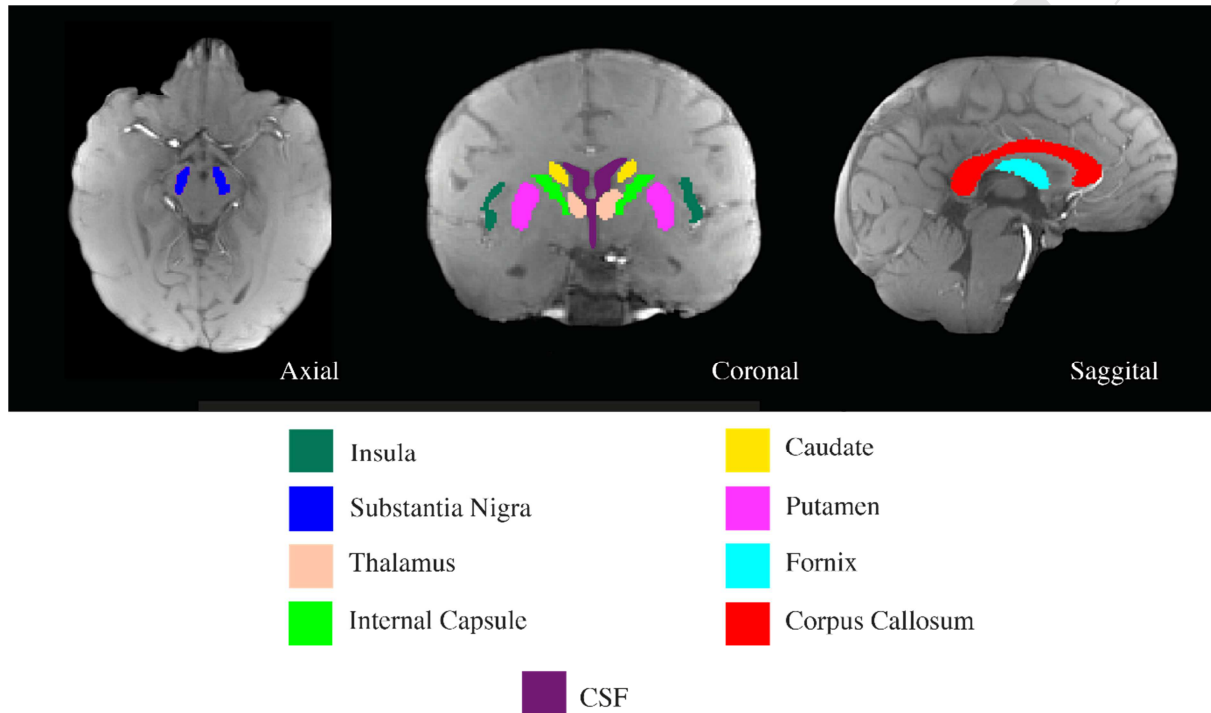 Axial
Coronal
Saggital
Insula
Caudate
Substantia Nigra
Putamen
Thalamus
Fornix
Internal Capsule
Corpus Callosum
CSF